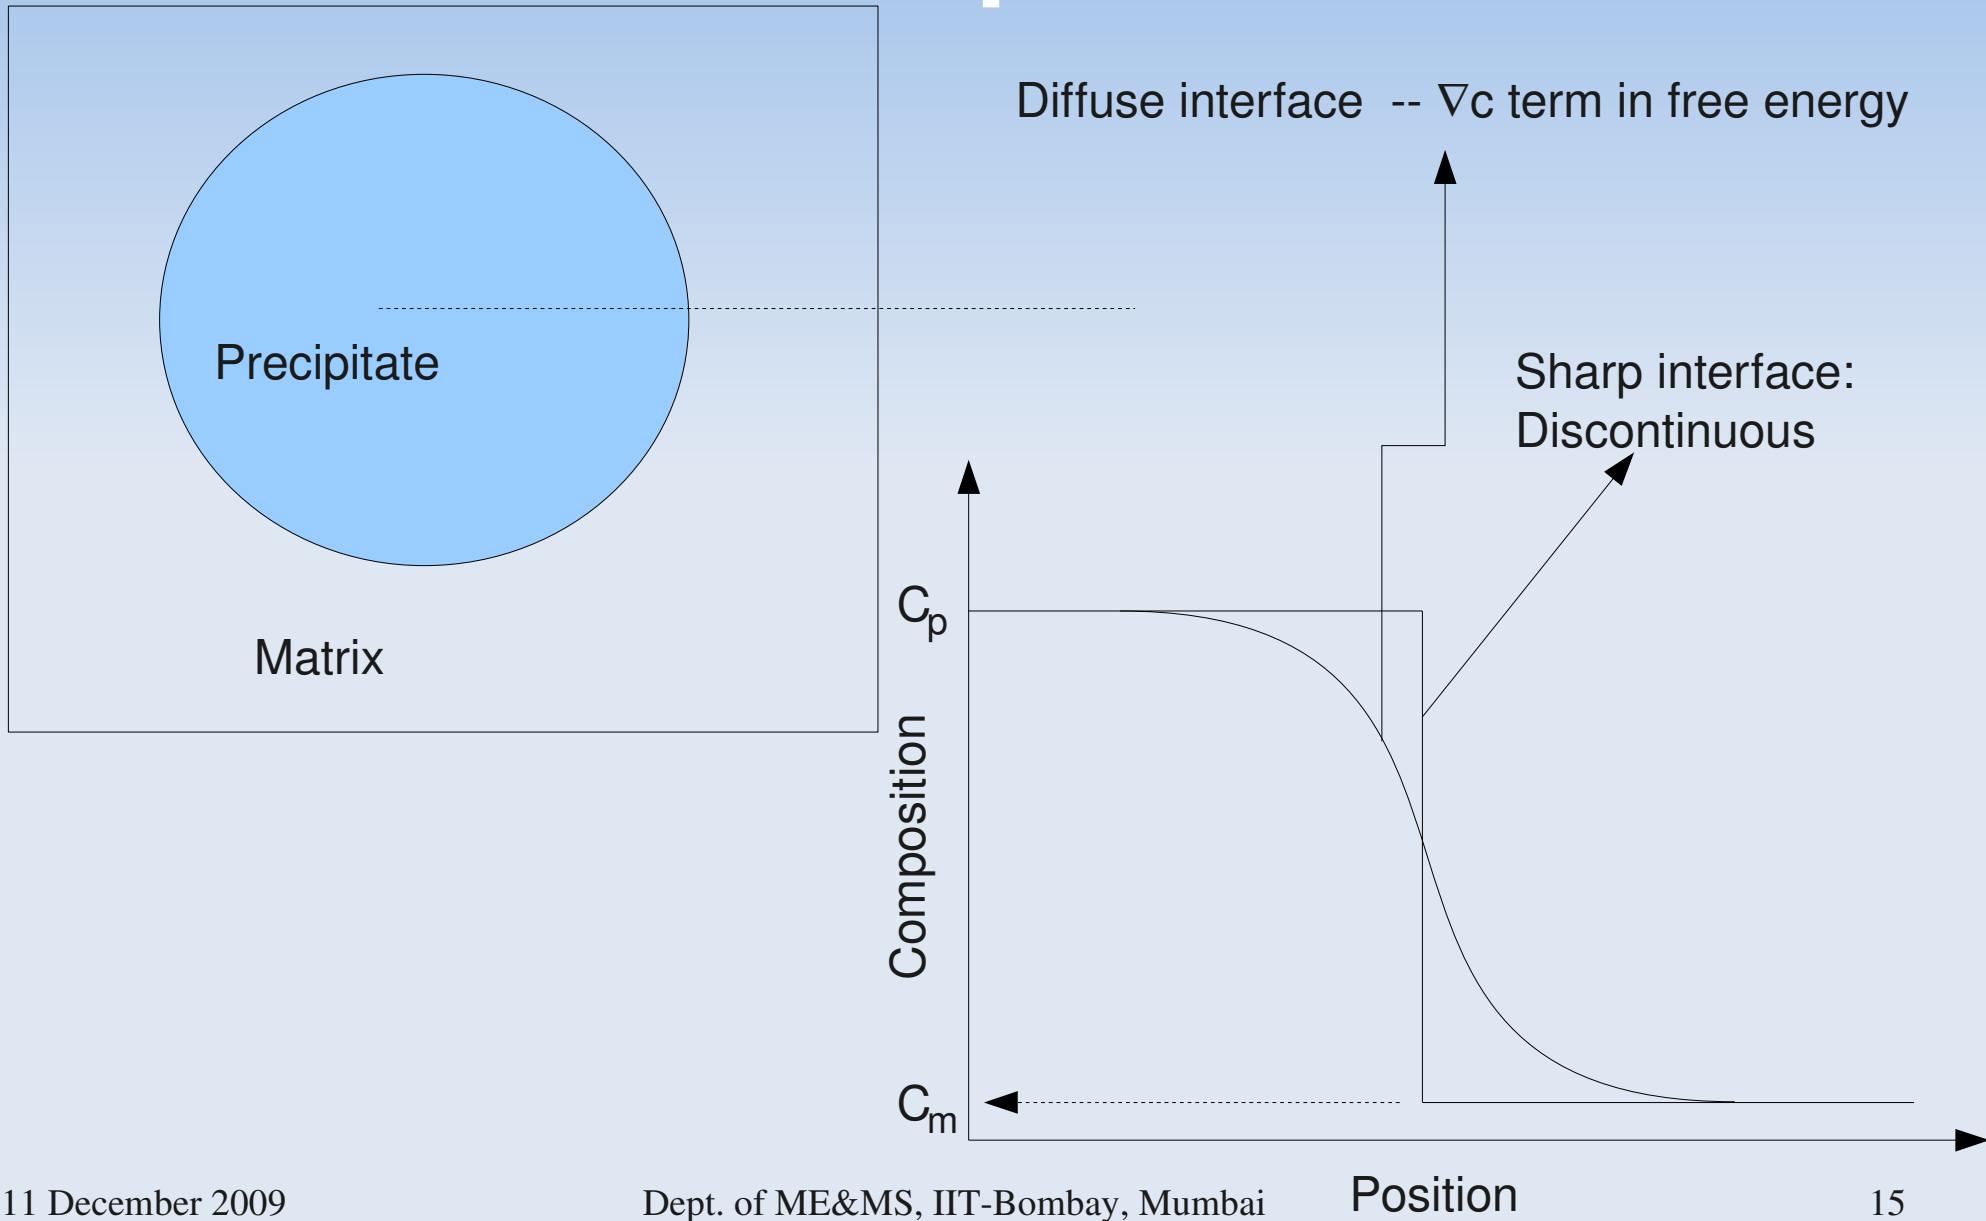 Diffuse interface -- ∇c term in free energy
Precipitate
Matrix
Sharp interface:
Discontinuous
Cp
Composition
Cm
Position
11 December 2009
Dept. of ME&MS, IIT-Bombay, Mumbai
15